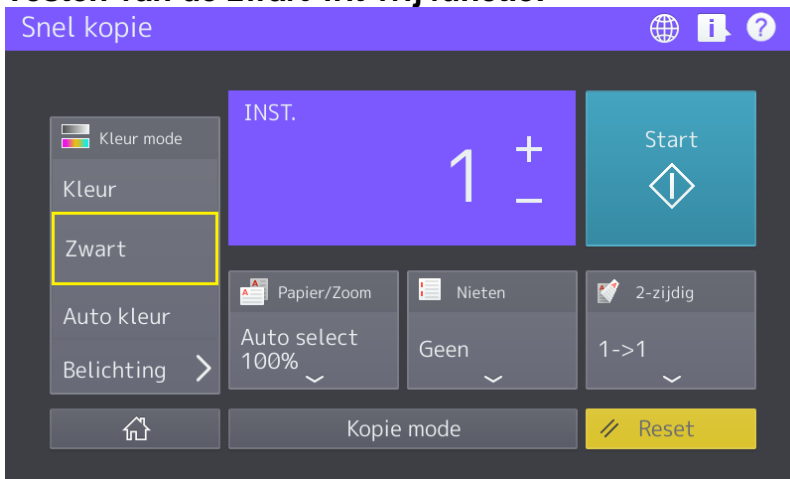 Snel kopie
i
?
Kleur mode
Kleur
Zwart
Auto kleur
Belichting
INST.
1 + -
Start
Papier/Zoom
Auto select
100%
Nieten
Geen
2-zijdig
1->1
Kopie mode
Reset